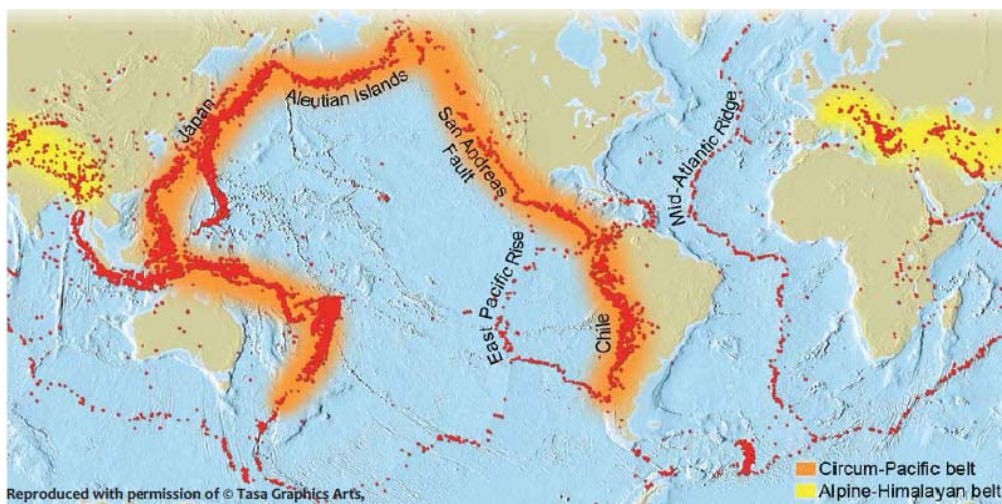 Japan
Aleutian Islands
San Andreas
Fault
Mid-Atlantic Ridge
East Pacific Rise
Chile
Circum-Pacific belt
Alpine-Himalayan belt
Reproduced with permission of © Tasa Graphics Arts,